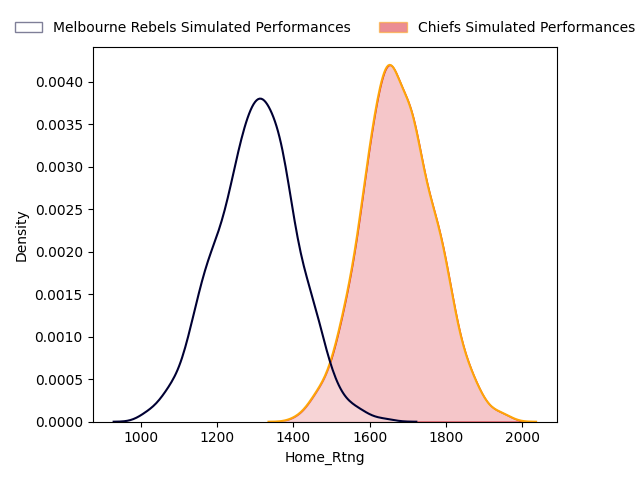 Melbourne Rebels Simulated Performances
Chiefs Simulated Performances
0.0040
0.0035
0.0030
0.0025
0.0020
0.0015
0.0010
0.0005
0.0000
Density
1000 1200 1400 1600 1800 2000
Home_Rtng